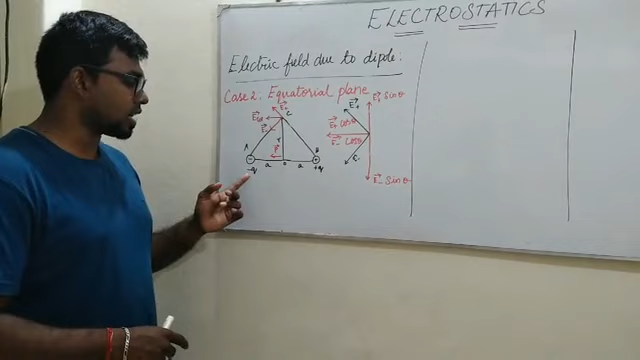 ELECTROSTATICS
Electric field due to dipole:
Case 2. Equatorial plane
E+ C
E+
E+ Sinθ
E+ Cosθ
E- Cosθ
E-
r
A
B
a
a
-q
+q
E- Sinθ